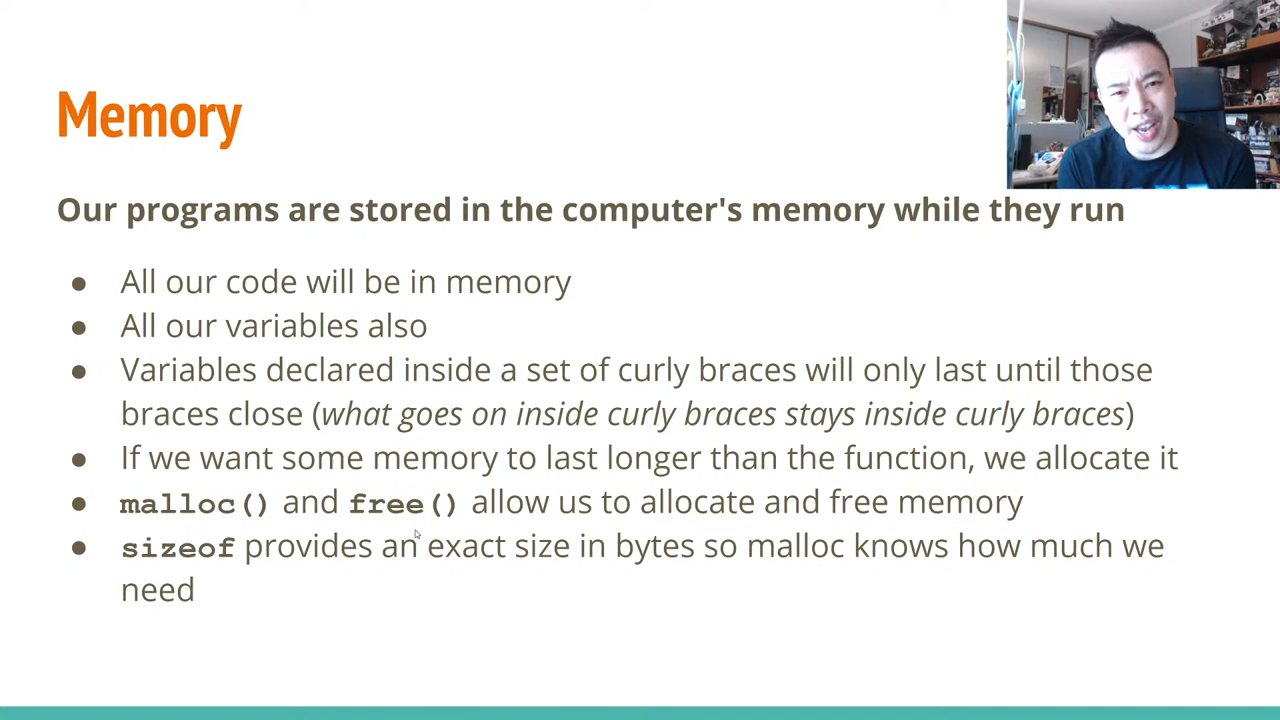 Memory
Our programs are stored in the computer's memory while they run
● All our code will be in memory
● All our variables also
● Variables declared inside a set of curly braces will only last until those
braces close (what goes on inside curly braces stays inside curly braces)
● If we want some memory to last longer than the function, we allocate it
● malloc() and free() allow us to allocate and free memory
● sizeof provides an exact size in bytes so malloc knows how much we
need